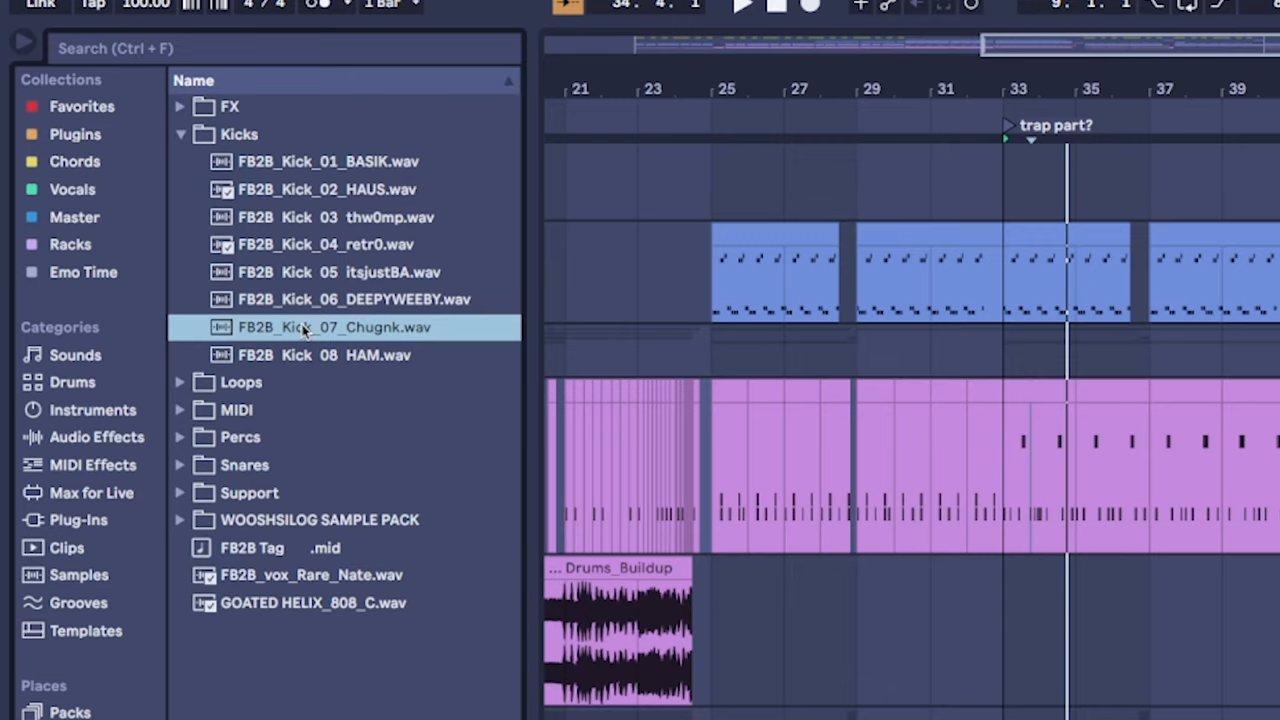 Link Tap 100.00 4 / 4 1 Bar 34. 4. 1 9. 1. 1
Search (Ctrl + F)
Collections
Favorites
Plugins
Chords
Vocals
Master
Racks
Emo Time
Categories
Sounds
Drums
Instruments
Audio Effects
MIDI Effects
Max for Live
Plug-Ins
Clips
Samples
Grooves
Templates
Places
Packs
Name
FX
Kicks
FB2B_Kick_01_BASIK.wav
FB2B_Kick_02_HAUS.wav
FB2B_Kick_03_thw0mp.wav
FB2B_Kick_04_retr0.wav
FB2B_Kick_05_itsjustBA.wav
FB2B_Kick_06_DEEPYWEEBY.wav
FB2B_Kick_07_Chugnk.wav
FB2B_Kick_08_HAM.wav
Loops
MIDI
Percs
Snares
Support
WOOSHSILOG SAMPLE PACK
FB2B Tag .mid
FB2B_vox_Rare_Nate.wav
GOATED HELIX_808_C.wav
21 23 25 27 29 31 33 35 37 39
trap part?
... Drums_Buildup